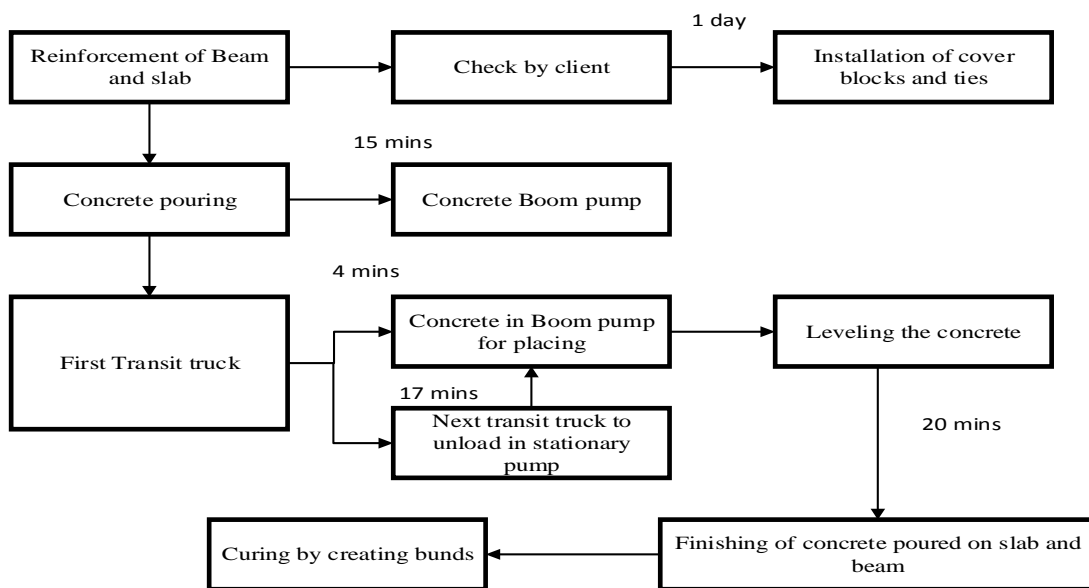 1 day
Reinforcement of Beam
and slab
Check by client
Installation of cover
blocks and ties
15 mins
Concrete pouring
Concrete Boom pump
4 mins
First Transit truck
Concrete in Boom pump
for placing
Leveling the concrete
17 mins
Next transit truck to
unload in stationary
pump
20 mins
Curing by creating bunds
Finishing of concrete poured on slab and
beam